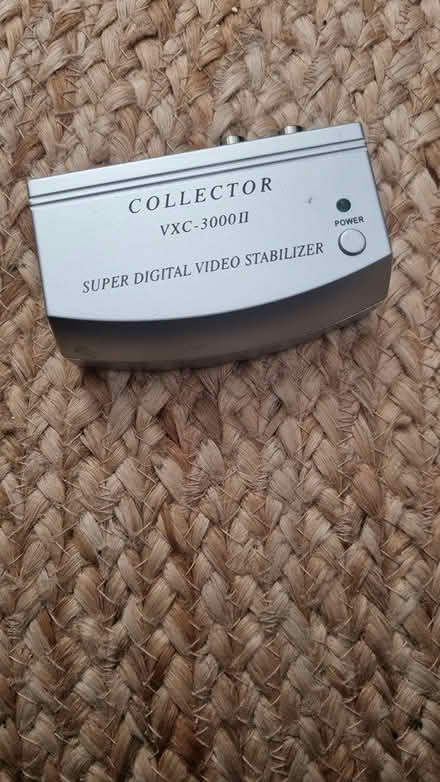 COLLECTOR
VXC-3000II
POWER
SUPER DIGITAL VIDEO STABILIZER